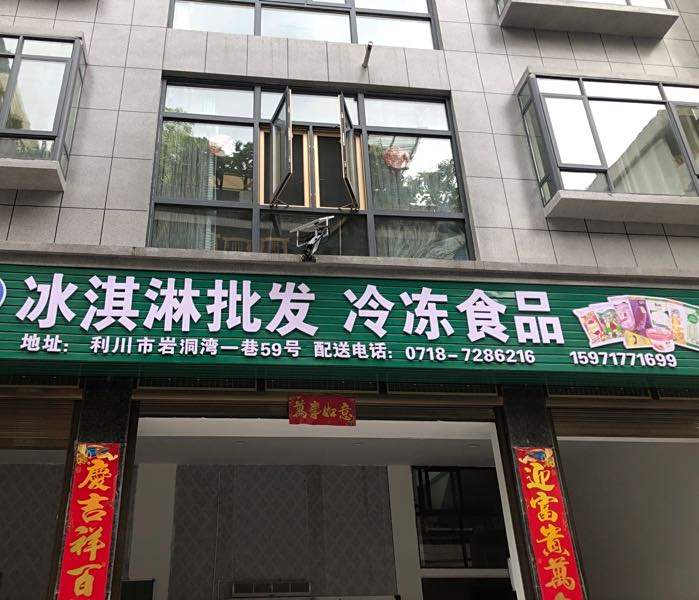 冰淇淋批发 冷冻食品
地址: 利川市岩洞湾一巷59号 配送电话: 0718-7286216 15971771699
萬事如意
慶吉祥百
迎富貴萬